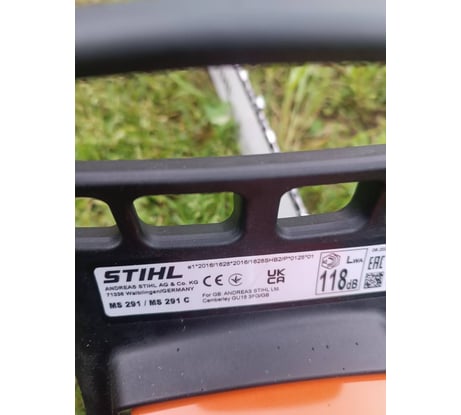 e1*2016/1628*2016/1628SHB2/P*0125*01
STIHL
ANDREAS STIHL AG & Co. KG
71336 Waiblingen/GERMANY
MS 291 / MS 291 C
CE
UK
CA
For GB: ANDREAS STIHL Ltd.
Camberley GU15 3YG/GB
LWA
118dB
EAC